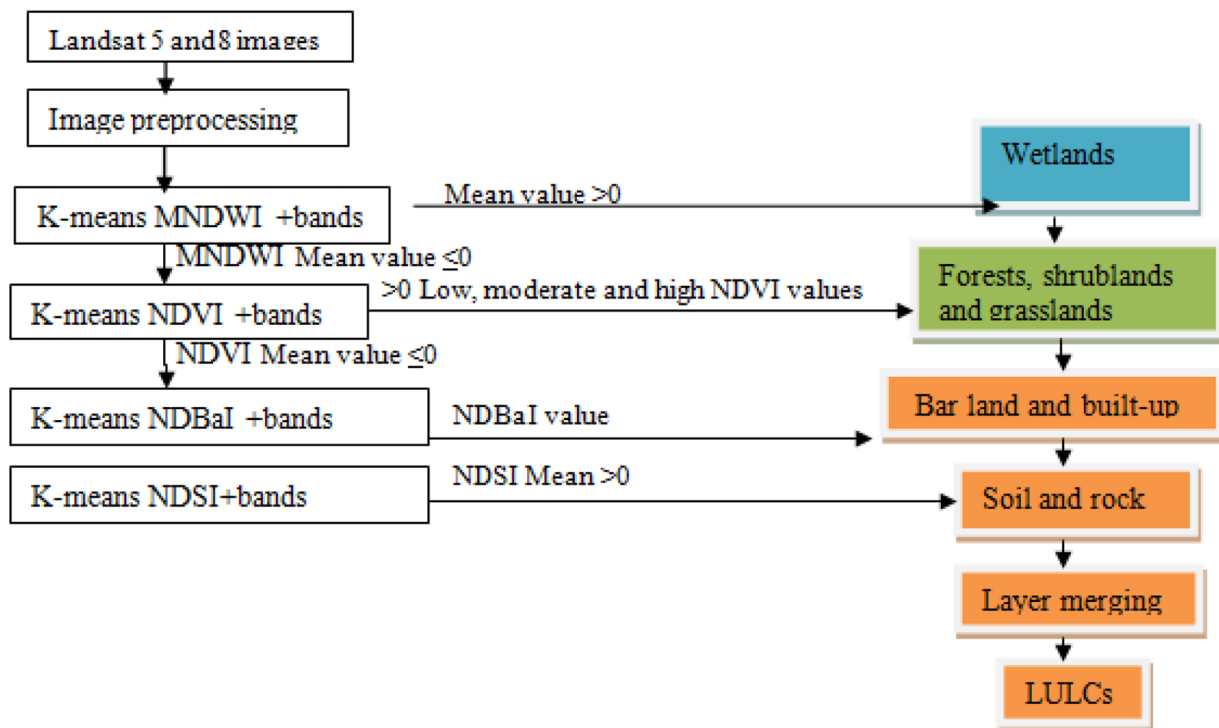 Landsat 5 and8 images
Image preprocessing
Wetlands
Mean value >0
K-means MNDWI +bands
MNDWI Mean value ≤0
>0 Low, moderate and high NDVI values
Forests, shrublands
and grasslands
K-means NDVI +bands
NDVI Mean value ≤0
Bar land and built-up
K-means NDBaI +bands
NDBaI value
NDSI Mean >0
K-means NDSI+bands
Soil and rock
Layer merging
LULCs